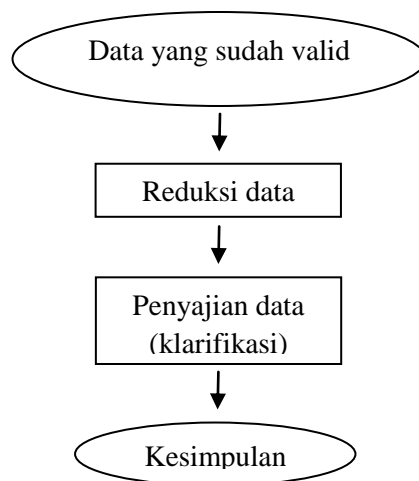 Data yang sudah valid
Reduksi data
Penyajian data
(klarifikasi)
Kesimpulan